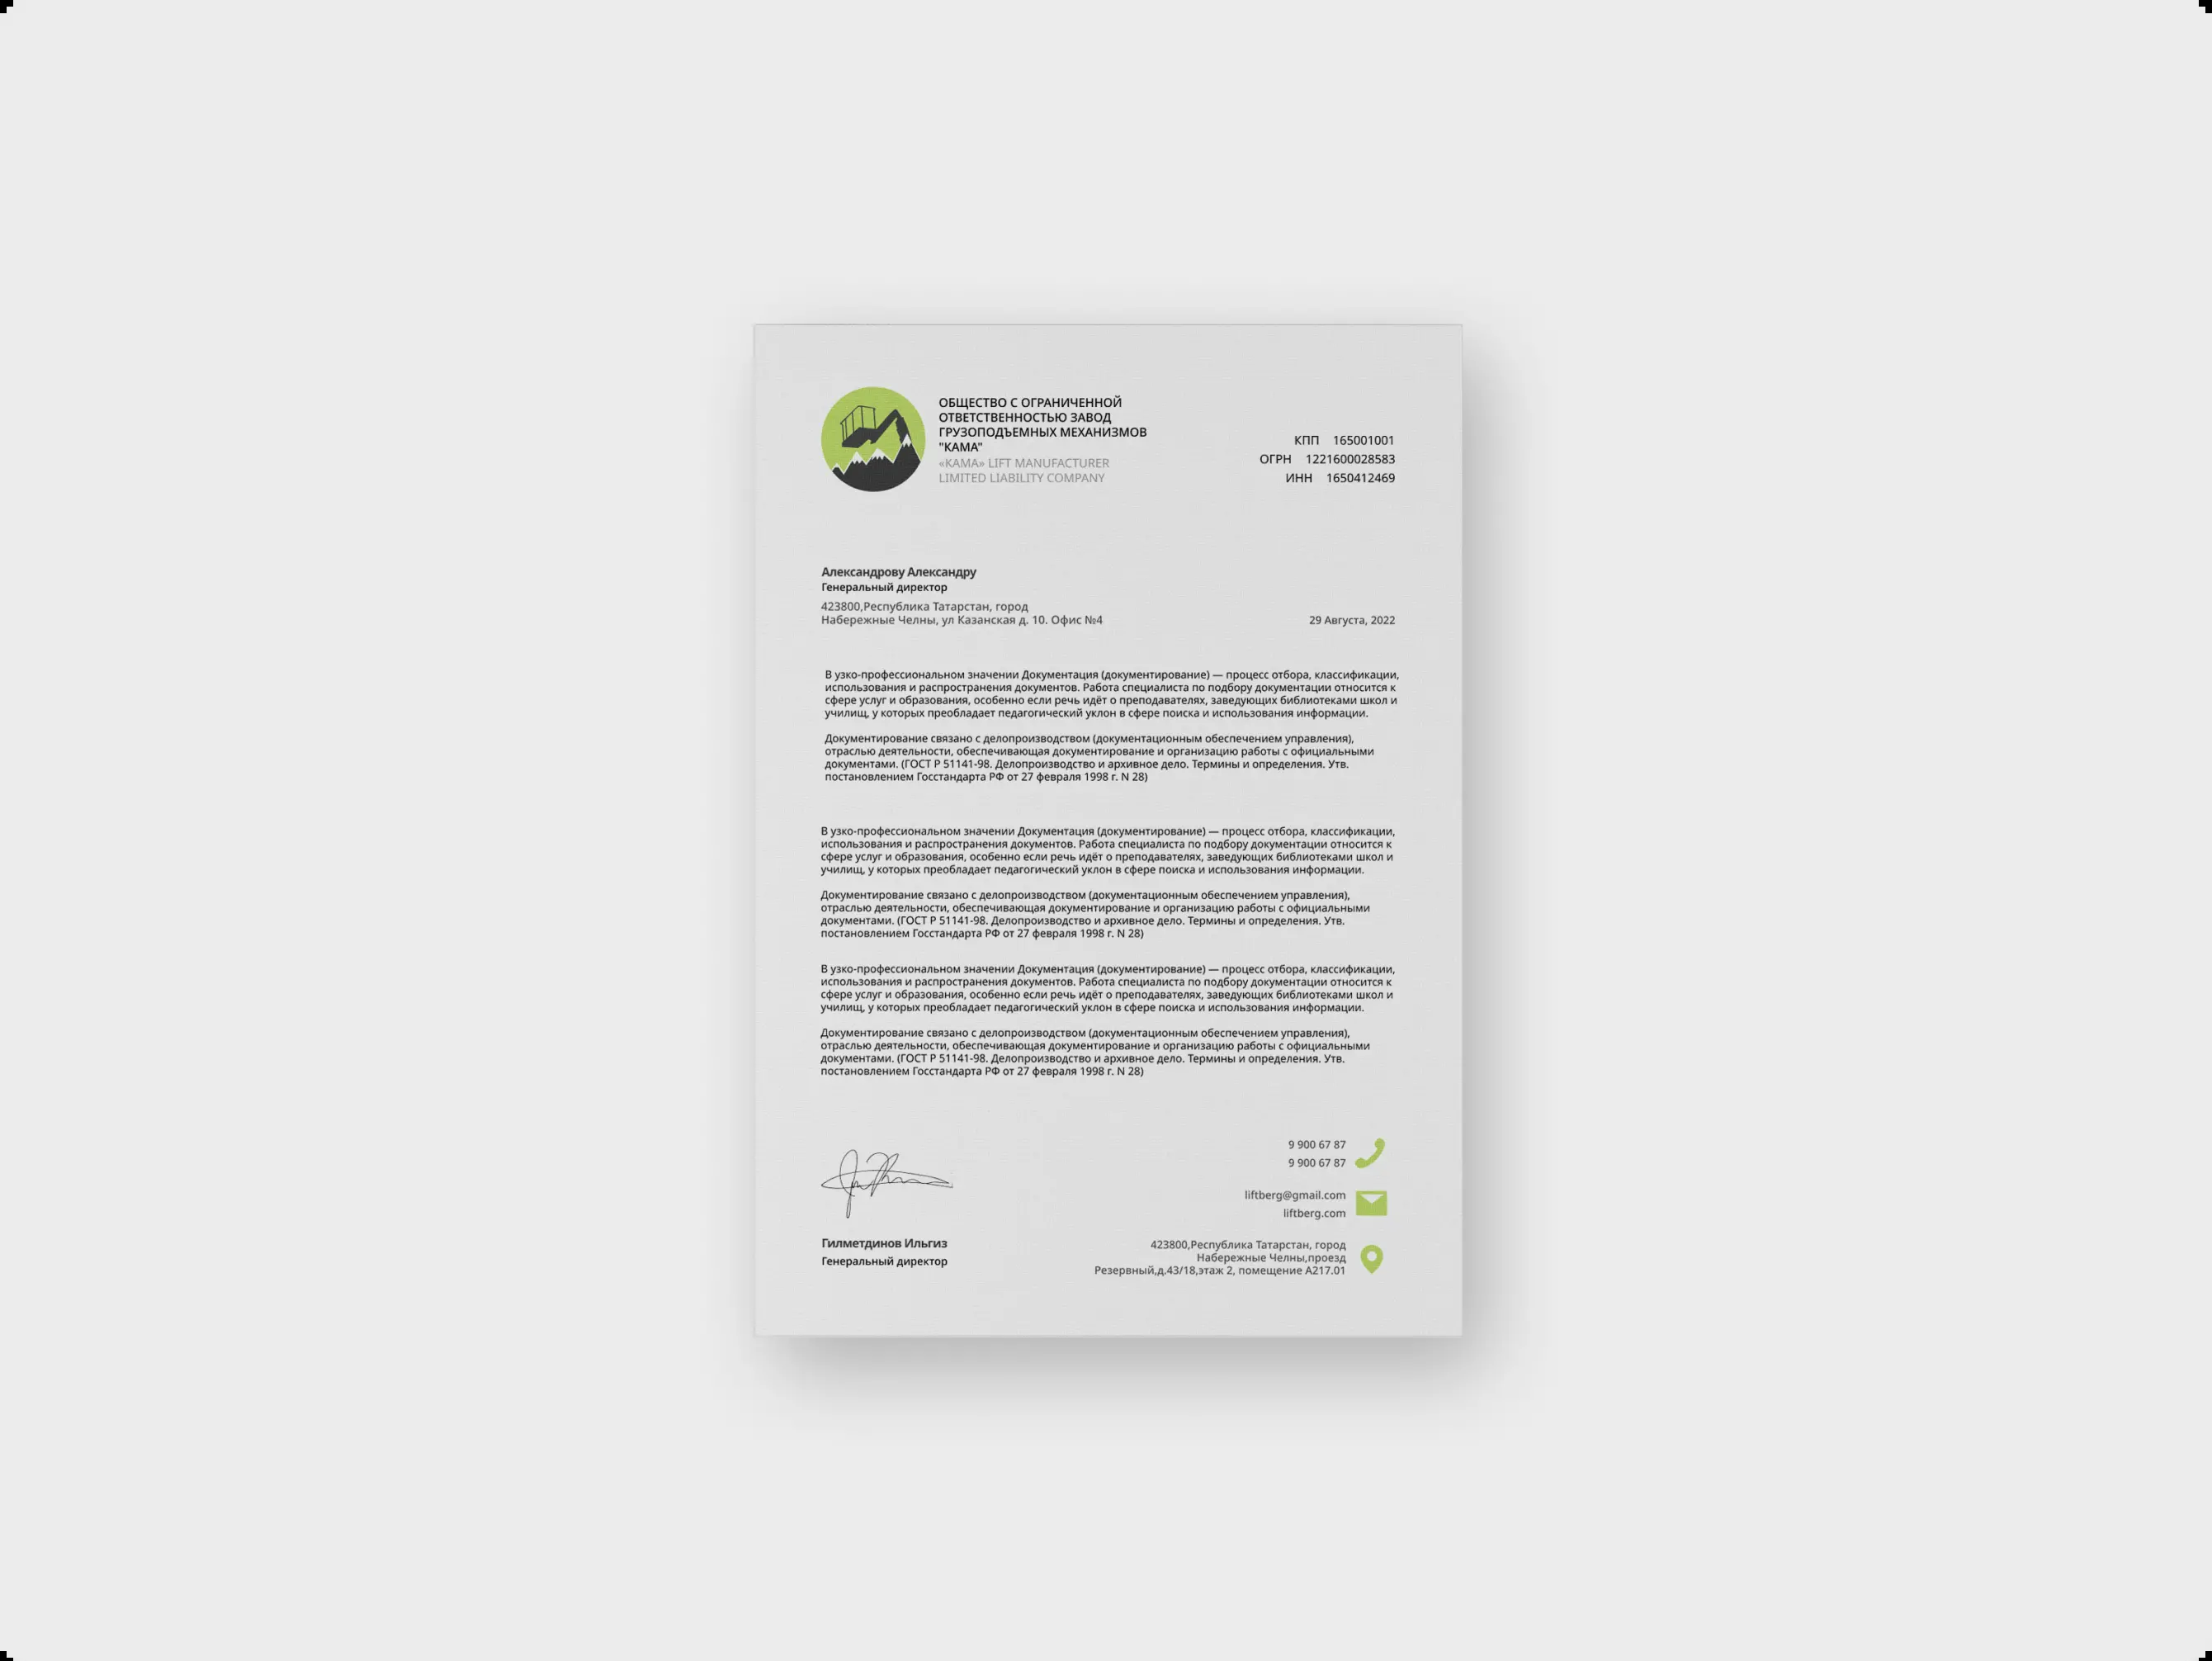 ОБЩЕСТВО С ОГРАНИЧЕННОЙ
ОТВЕТСТВЕННОСТЬЮ ЗАВОД
ГРУЗОПОДЪЕМНЫХ МЕХАНИЗМОВ
"КАМА"
«KAMA» LIFT MANUFACTURER
LIMITED LIABILITY COMPANY
КПП 165001001
ОГРН 1221600028583
ИНН 1650412469
Александрову Александру
Генеральный директор
423800,Республика Татарстан, город
Набережные Челны, ул Казанская д. 10. Офис №4
29 Августа, 2022
В узко-профессиональном значении Документация (документирование) — процесс отбора, классификации,
использования и распространения документов. Работа специалиста по подбору документации относится к
сфере услуг и образования, особенно если речь идёт о преподавателях, заведующих библиотеками школ и
училищ, у которых преобладает педагогический уклон в сфере поиска и использования информации.
Документирование связано с делопроизводством (документационным обеспечением управления),
отраслью деятельности, обеспечивающая документирование и организацию работы с официальными
документами. (ГОСТ Р 51141-98. Делопроизводство и архивное дело. Термины и определения. Утв.
постановлением Госстандарта РФ от 27 февраля 1998 г. N 28)
В узко-профессиональном значении Документация (документирование) — процесс отбора, классификации,
использования и распространения документов. Работа специалиста по подбору документации относится к
сфере услуг и образования, особенно если речь идёт о преподавателях, заведующих библиотеками школ и
училищ, у которых преобладает педагогический уклон в сфере поиска и использования информации.
Документирование связано с делопроизводством (документационным обеспечением управления),
отраслью деятельности, обеспечивающая документирование и организацию работы с официальными
документами. (ГОСТ Р 51141-98. Делопроизводство и архивное дело. Термины и определения. Утв.
постановлением Госстандарта РФ от 27 февраля 1998 г. N 28)
В узко-профессиональном значении Документация (документирование) — процесс отбора, классификации,
использования и распространения документов. Работа специалиста по подбору документации относится к
сфере услуг и образования, особенно если речь идёт о преподавателях, заведующих библиотеками школ и
училищ, у которых преобладает педагогический уклон в сфере поиска и использования информации.
Документирование связано с делопроизводством (документационным обеспечением управления),
отраслью деятельности, обеспечивающая документирование и организацию работы с официальными
документами. (ГОСТ Р 51141-98. Делопроизводство и архивное дело. Термины и определения. Утв.
постановлением Госстандарта РФ от 27 февраля 1998 г. N 28)
Гилметдинов Ильгиз
Генеральный директор
9 900 67 87
9 900 67 87
liftberg@gmail.com
liftberg.com
423800,Республика Татарстан, город
Набережные Челны,проезд
Резервный,д.43/18,этаж 2, помещение А217.01